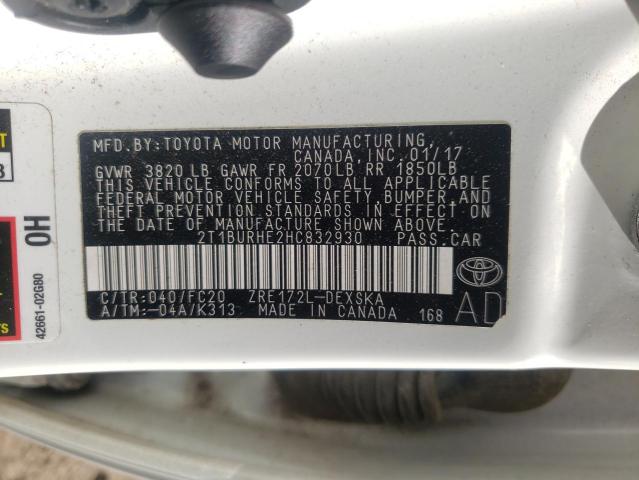 MFD.BY:TOYOTA MOTOR MANUFACTURING,
CANADA,INC.01/17
GVWR 3820 LB GAWR FR 2070LB RR 1850LB
THIS VEHICLE CONFORMS TO ALL APPLICABLE
FEDERAL MOTOR VEHICLE SAFETY, BUMPER, AND
THEFT PREVENTION STANDARDS IN EFFECT ON
THE DATE OF MANUFACTURE SHOWN ABOVE.
2T1BURHE2HC832930 PASS.CAR
C/TR:040/FC20 ZRE172L-DEXSKA
A/TM:-04A/K313 MADE IN CANADA 168
AD
OH
42661-02G80